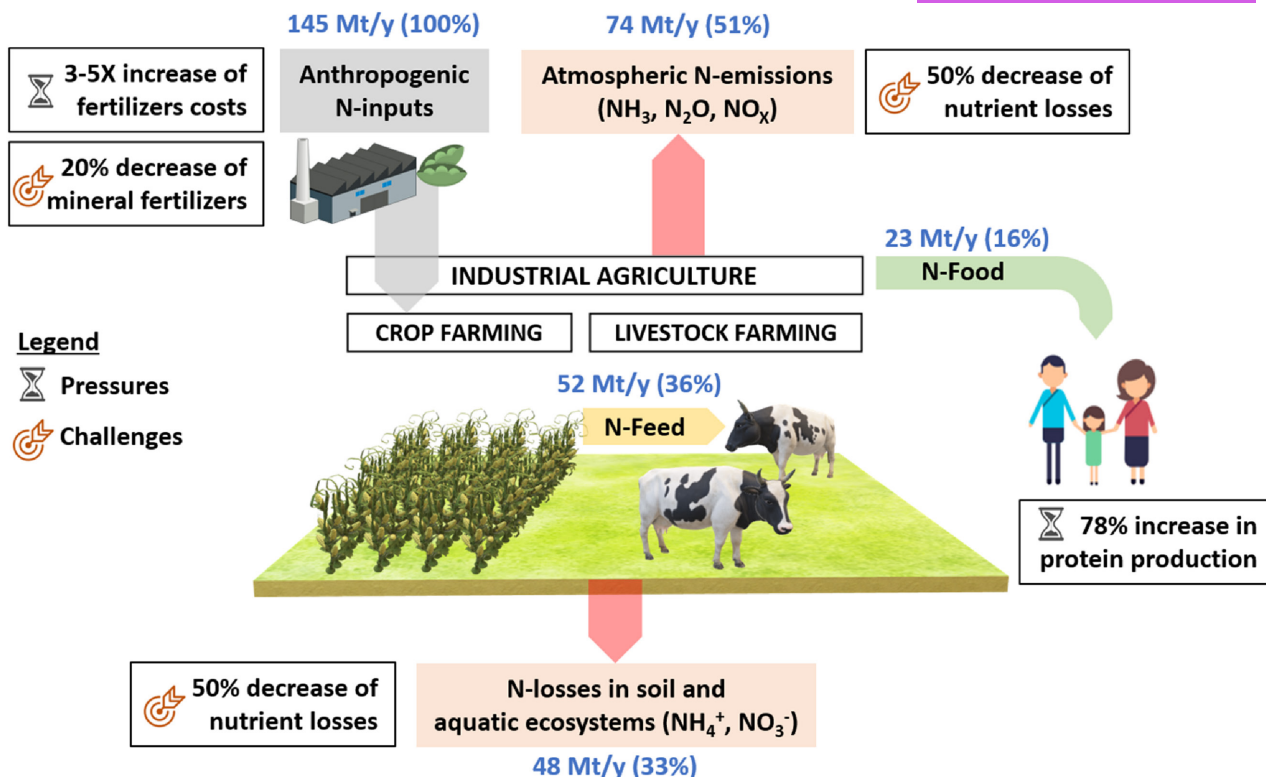 145 Mt/y (100%)
74 Mt/y (51%)
3-5X increase of
fertilizers costs
Anthropogenic
N-inputs
Atmospheric N-emissions
(NH₃, N₂O, NOₓ)
50% decrease of
nutrient losses
20% decrease of
mineral fertilizers
23 Mt/y (16%)
N-Food
INDUSTRIAL AGRICULTURE
CROP FARMING
LIVESTOCK FARMING
Legend
Pressures
Challenges
52 Mt/y (36%)
N-Feed
78% increase in
protein production
50% decrease of
nutrient losses
N-losses in soil and
aquatic ecosystems (NH₄⁺, NO₃⁻)
48 Mt/y (33%)